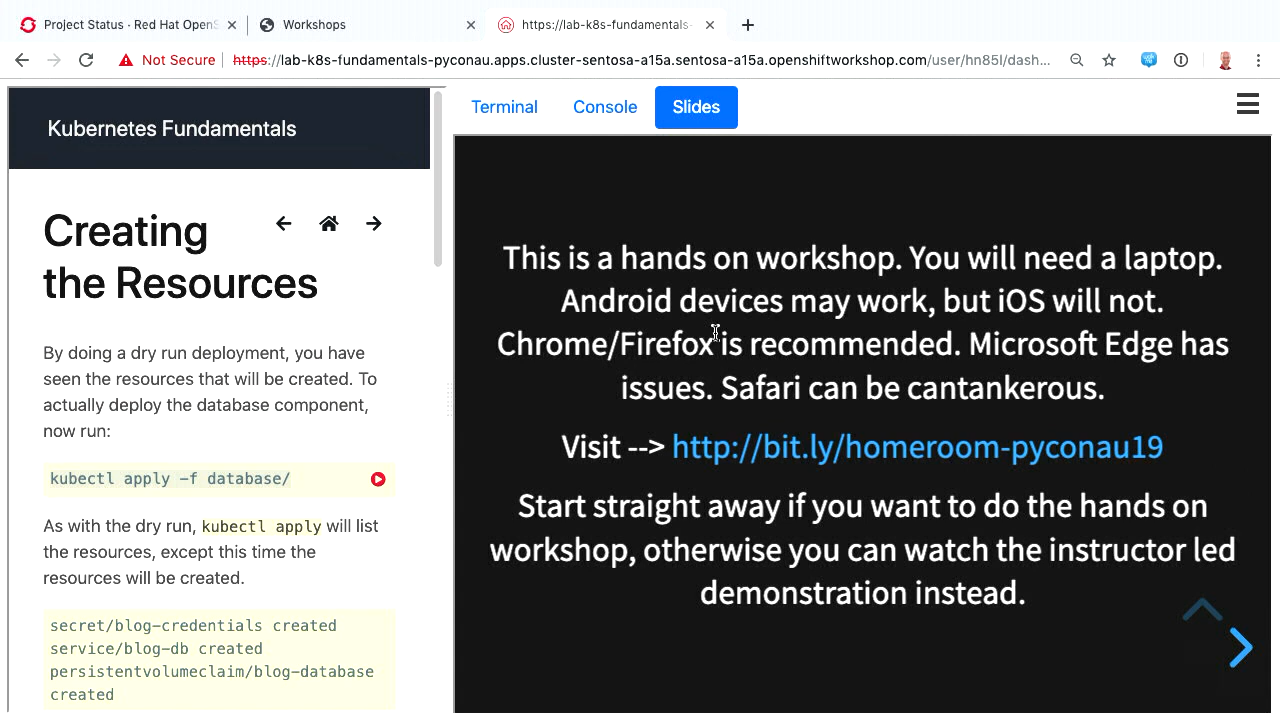 Project Status · Red Hat OpenS
Workshops
https://lab-k8s-fundamentals-
Not Secure
https://lab-k8s-fundamentals-pyconau.apps.cluster-sentosa-a15a.sentosa-a15a.openshiftworkshop.com/user/hn85l/dash...
Kubernetes Fundamentals
Creating
the Resources
By doing a dry run deployment, you have
seen the resources that will be created. To
actually deploy the database component,
now run:
kubectl apply -f database/
As with the dry run, kubectl apply will list
the resources, except this time the
resources will be created.
secret/blog-credentials created
service/blog-db created
persistentvolumeclaim/blog-database
created
Terminal
Console
Slides
This is a hands on workshop. You will need a laptop.
Android devices may work, but iOS will not.
Chrome/Firefox is recommended. Microsoft Edge has
issues. Safari can be cantankerous.
Visit --> http://bit.ly/homeroom-pyconau19
Start straight away if you want to do the hands on
workshop, otherwise you can watch the instructor led
demonstration instead.